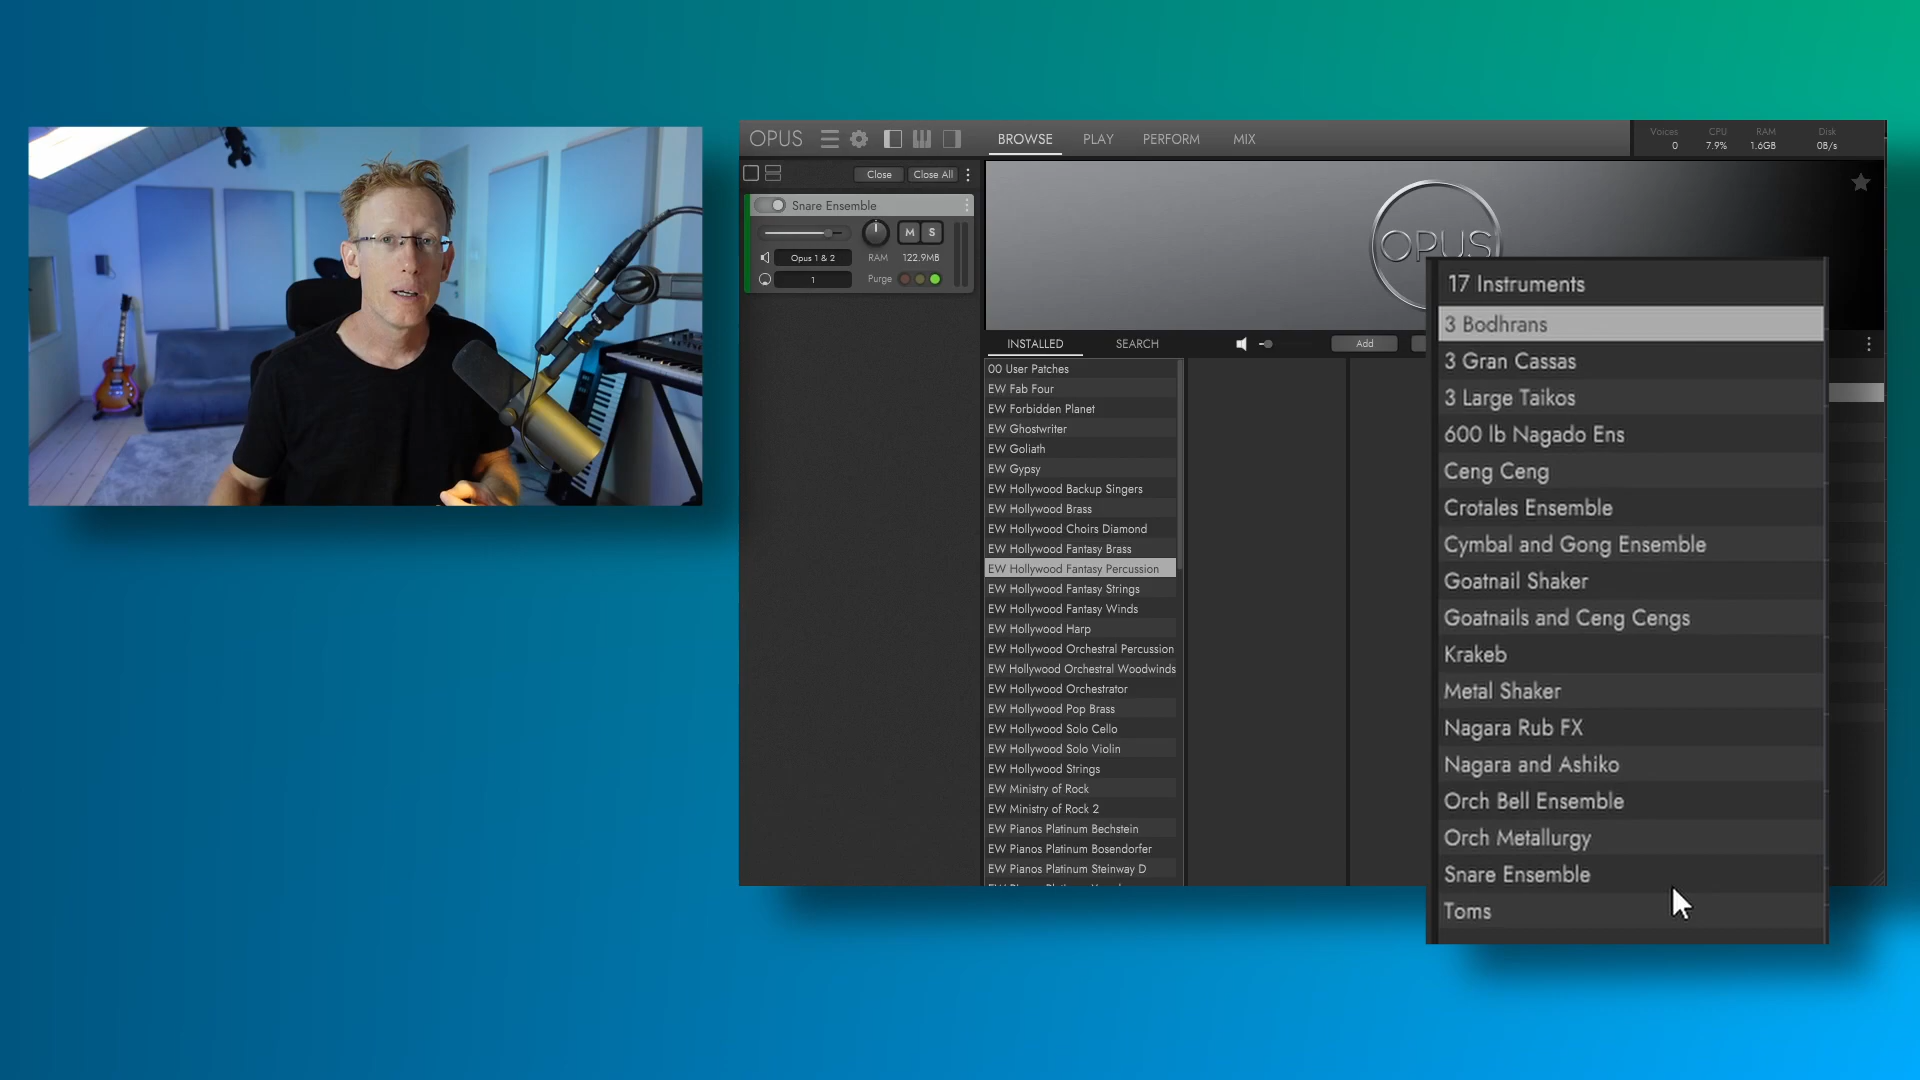 OPUS
BROWSE PLAY PERFORM MIX
Voices CPU RAM Disk
0 7.9% 1.6GB 0B/s
Close Close All
Snare Ensemble
M S
Opus 1 & 2 RAM 122.9MB
1 Purge
OPUS
INSTALLED SEARCH Add
00 User Patches
EW Fab Four
EW Forbidden Planet
EW Ghostwriter
EW Goliath
EW Gypsy
EW Hollywood Backup Singers
EW Hollywood Brass
EW Hollywood Choirs Diamond
EW Hollywood Fantasy Brass
EW Hollywood Fantasy Percussion
EW Hollywood Fantasy Strings
EW Hollywood Fantasy Winds
EW Hollywood Harp
EW Hollywood Orchestral Percussion
EW Hollywood Orchestral Woodwinds
EW Hollywood Orchestrator
EW Hollywood Pop Brass
EW Hollywood Solo Cello
EW Hollywood Solo Violin
EW Hollywood Strings
EW Ministry of Rock
EW Ministry of Rock 2
EW Pianos Platinum Bechstein
EW Pianos Platinum Bosendorfer
EW Pianos Platinum Steinway D
17 Instruments
3 Bodhrans
3 Gran Cassas
3 Large Taikos
600 lb Nagado Ens
Ceng Ceng
Crotales Ensemble
Cymbal and Gong Ensemble
Goatnail Shaker
Goatnails and Ceng Cengs
Krakeb
Metal Shaker
Nagara Rub FX
Nagara and Ashiko
Orch Bell Ensemble
Orch Metallurgy
Snare Ensemble
Toms